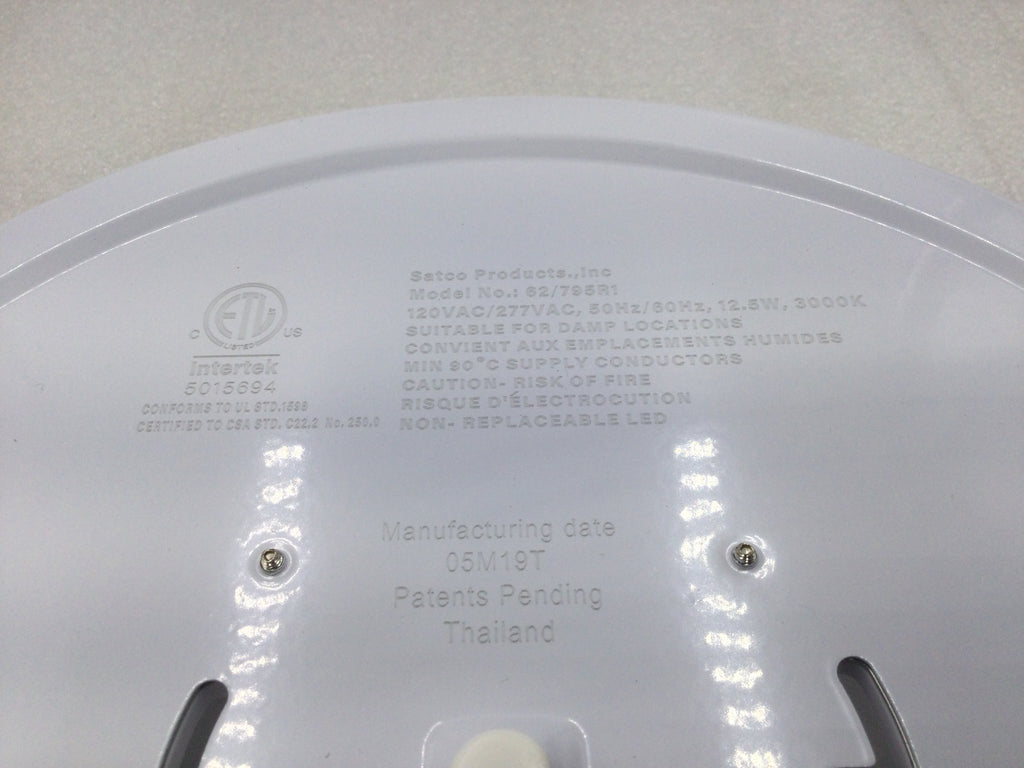 ETL
C US
LISTED
Intertek
5015694
CONFORMS TO UL STD.1598
CERTIFIED TO CSA STD. C22.2 No. 250.0
Satco Products.,Inc
Model No.: 62/795R1
120VAC/277VAC, 50Hz/60Hz, 12.5W, 3000K
SUITABLE FOR DAMP LOCATIONS
CONVIENT AUX EMPLACEMENTS HUMIDES
MIN 90°C SUPPLY CONDUCTORS
CAUTION- RISK OF FIRE
RISQUE D'ÉLECTROCUTION
NON- REPLACEABLE LED
Manufacturing date
05M19T
Patents Pending
Thailand